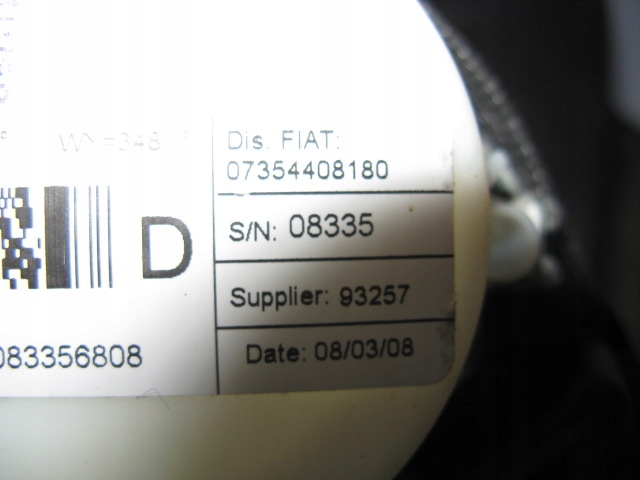 Dis. FIAT:
07354408180
S/N: 08335
D
Supplier: 93257
083356808
Date: 08/03/08